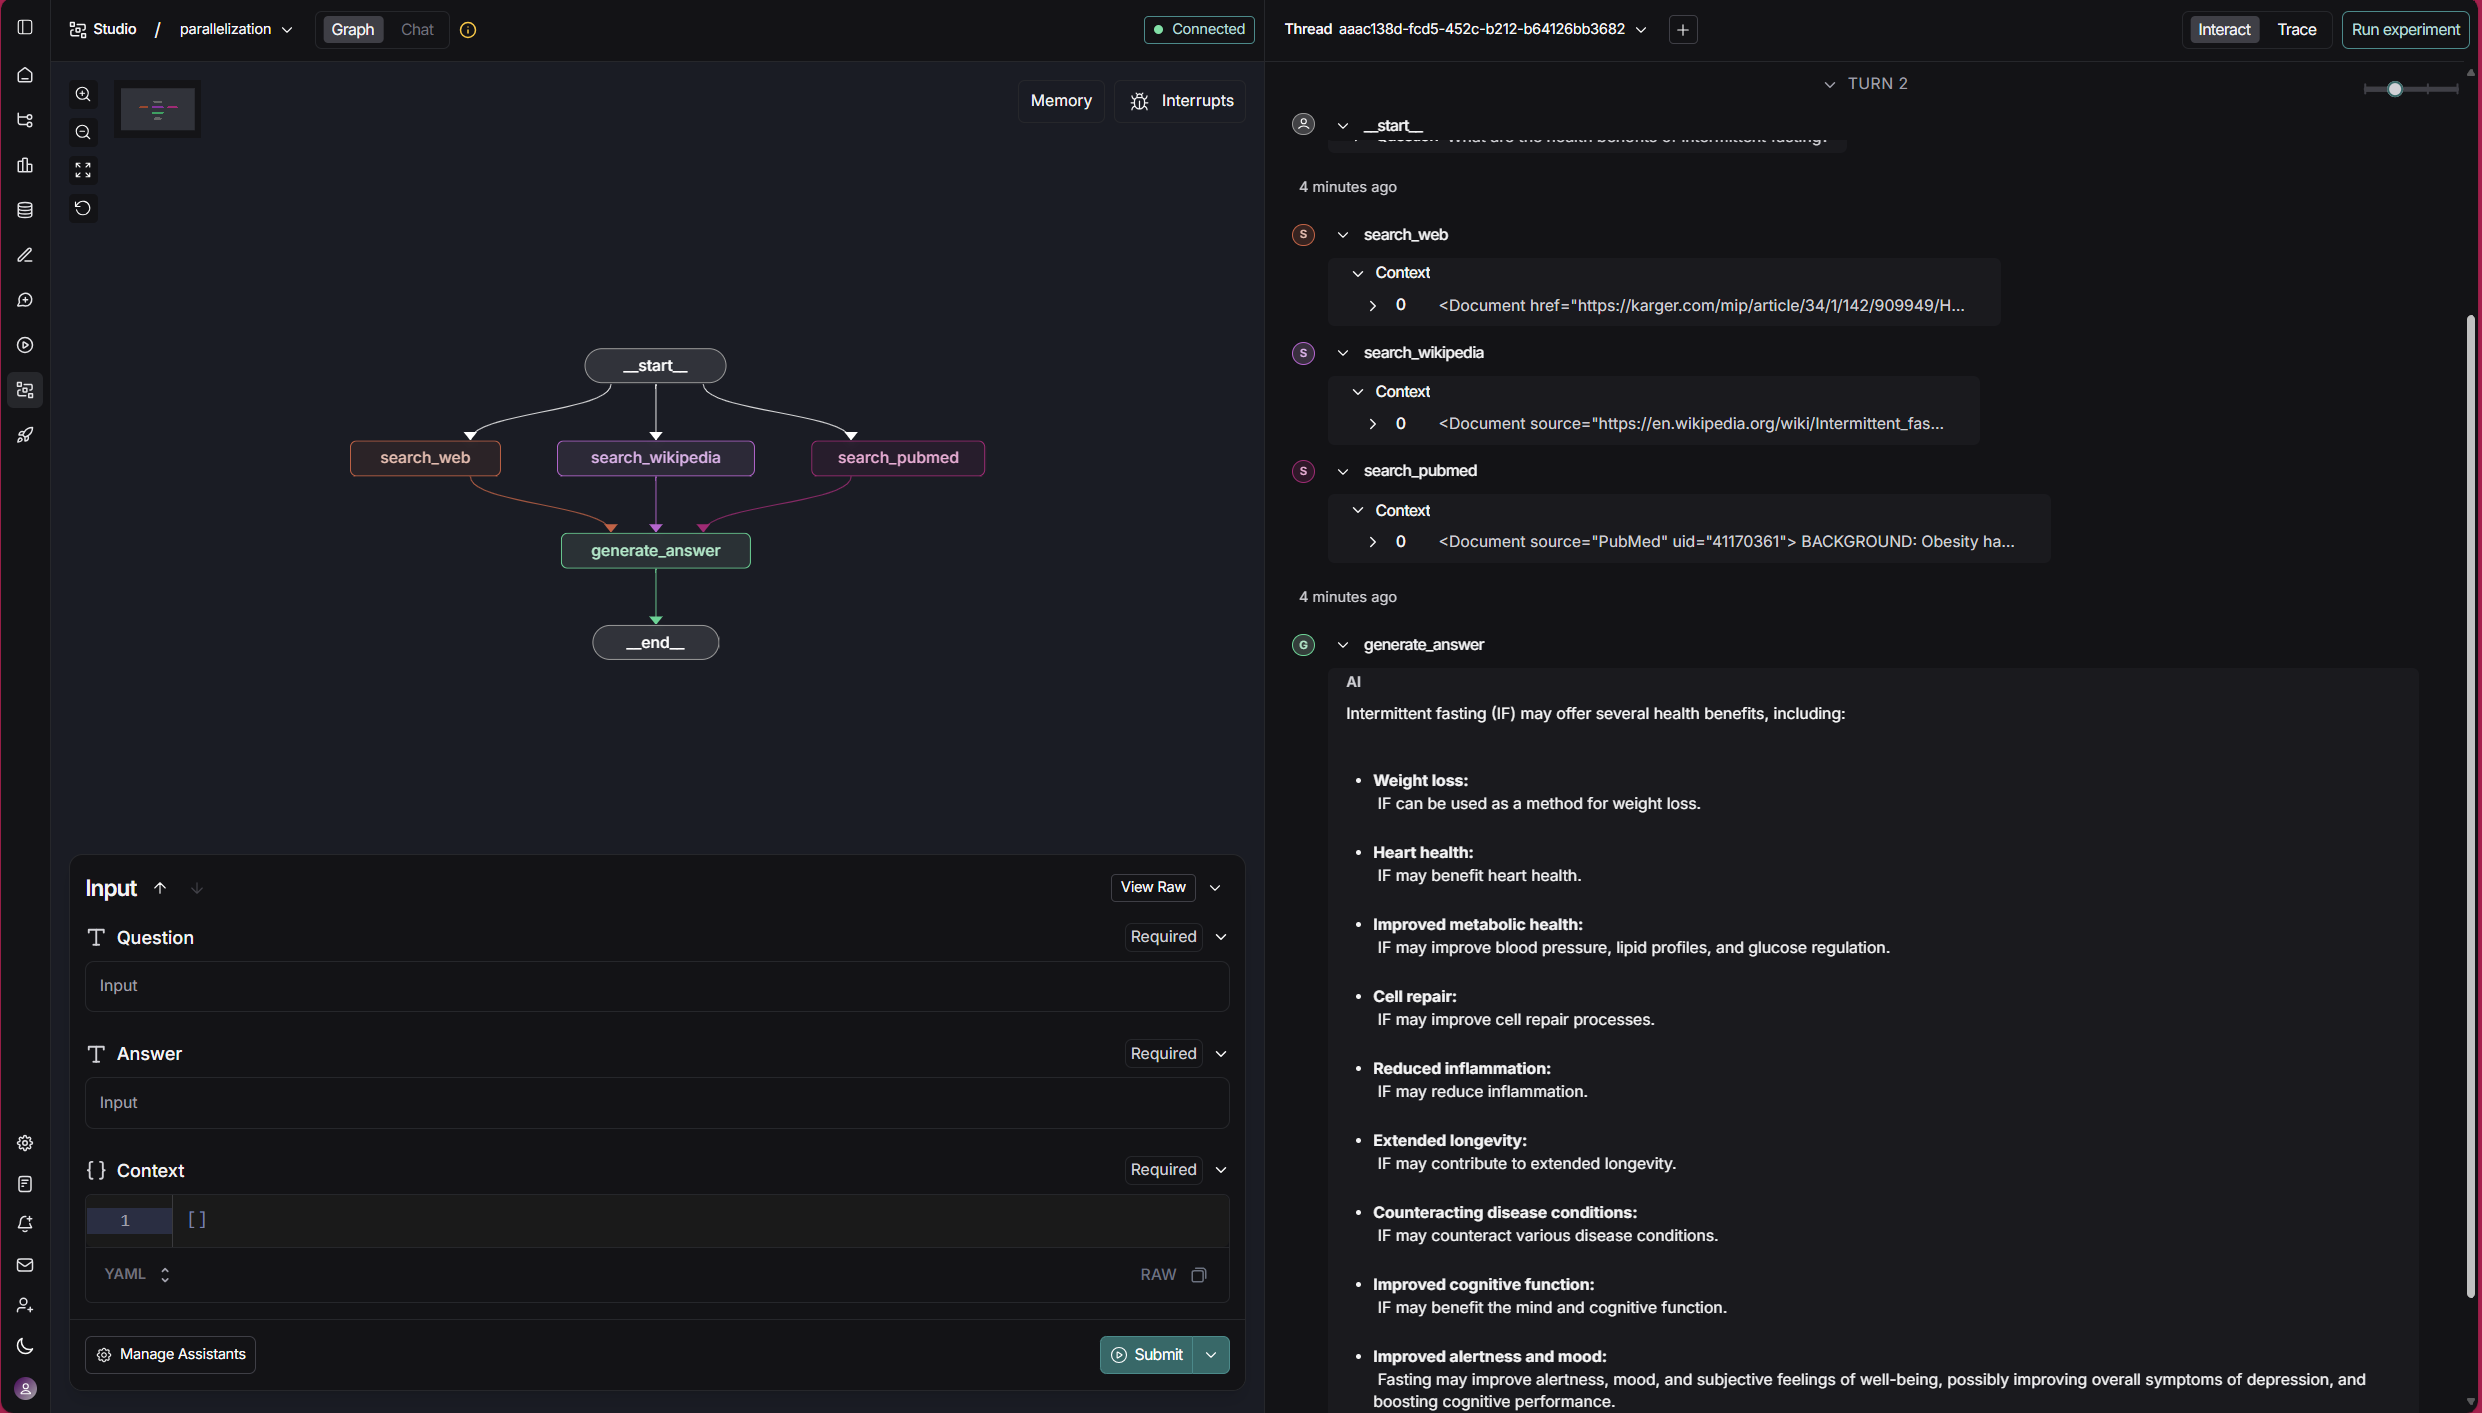 Studio / parallelization
Graph Chat
Connected
Memory
Interrupts
__start__
search_web search_wikipedia search_pubmed
generate_answer
__end__
Input
View Raw
Question Required
Input
Answer Required
Input
Context Required
1 []
YAML RAW
Manage Assistants
Submit
Thread aaac138d-fcd5-452c-b212-b64126bb3682
Interact Trace
Run experiment
TURN 2
__start__
Question What are the health benefits of intermittent fasting?
4 minutes ago
S search_web
Context
0 <Document href="https://karger.com/mip/article/34/1/142/909949/H...
S search_wikipedia
Context
0 <Document source="https://en.wikipedia.org/wiki/Intermittent_fas...
S search_pubmed
Context
0 <Document source="PubMed" uid="41170361"> BACKGROUND: Obesity ha...
4 minutes ago
G generate_answer
AI
Intermittent fasting (IF) may offer several health benefits, including:
• Weight loss:
IF can be used as a method for weight loss.
• Heart health:
IF may benefit heart health.
• Improved metabolic health:
IF may improve blood pressure, lipid profiles, and glucose regulation.
• Cell repair:
IF may improve cell repair processes.
• Reduced inflammation:
IF may reduce inflammation.
• Extended longevity:
IF may contribute to extended longevity.
• Counteracting disease conditions:
IF may counteract various disease conditions.
• Improved cognitive function:
IF may benefit the mind and cognitive function.
• Improved alertness and mood:
Fasting may improve alertness, mood, and subjective feelings of well-being, possibly improving overall symptoms of depression, and
boosting cognitive performance.